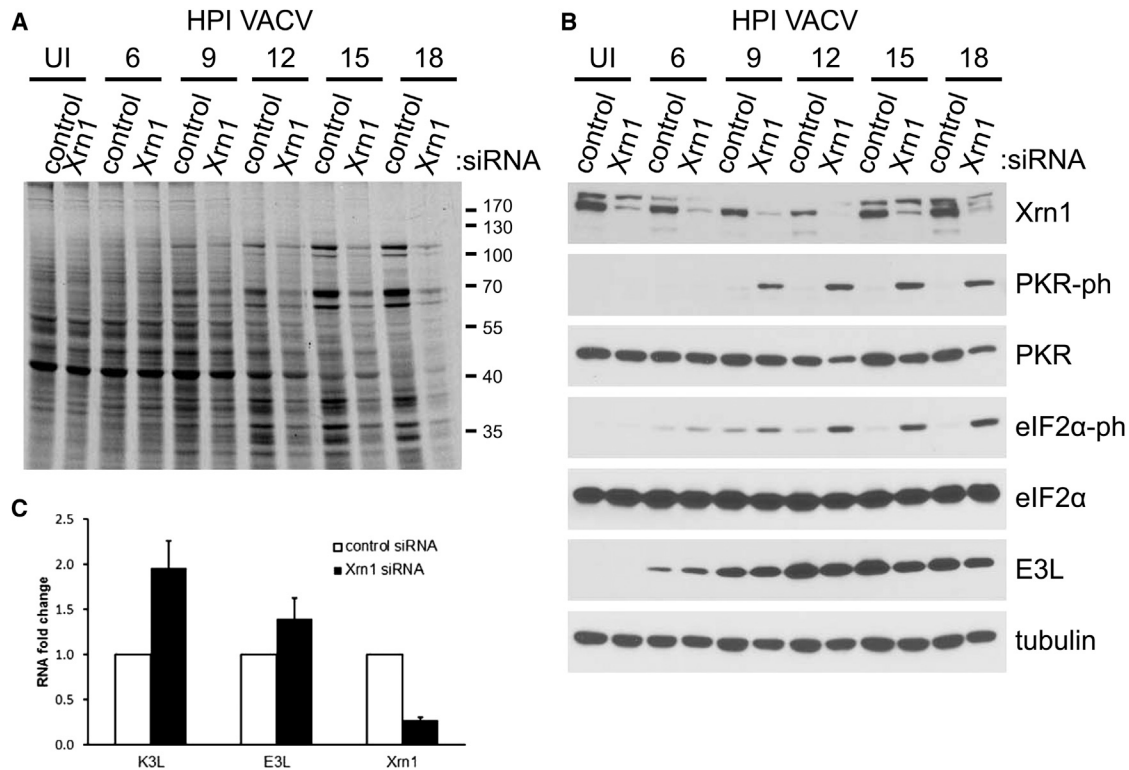 A
HPI VACV
UI 6 9 12 15 18
control Xrn1 control Xrn1 control Xrn1 control Xrn1 control Xrn1 control Xrn1 :siRNA
170
130
100
70
55
40
35
B
HPI VACV
UI 6 9 12 15 18
control Xrn1 control Xrn1 control Xrn1 control Xrn1 control Xrn1 control Xrn1 :siRNA
Xrn1
PKR-ph
PKR
eIF2α-ph
eIF2α
E3L
tubulin
C
RNA fold change
2.5
2.0
1.5
1.0
0.5
0.0
control siRNA
Xrn1 siRNA
K3L E3L Xrn1